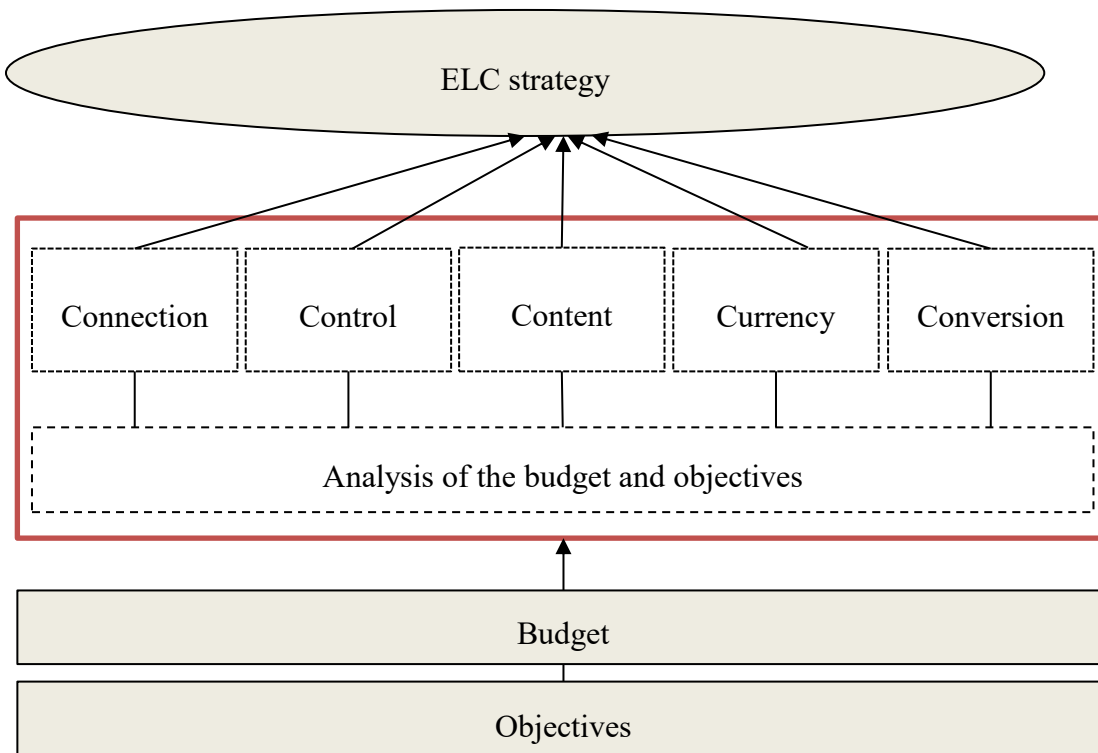 ELC strategy
Connection
Control
Content
Currency
Conversion
Analysis of the budget and objectives
Budget
Objectives